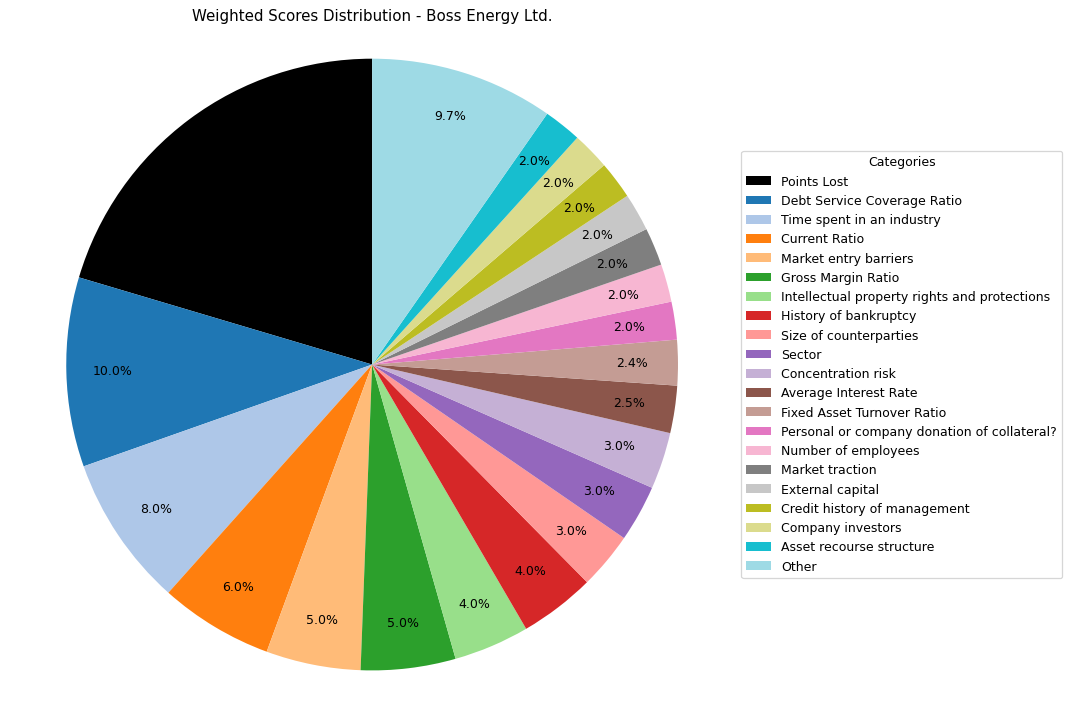 Weighted Scores Distribution - Boss Energy Ltd.
9.7%
2.0%
2.0%
2.0%
2.0%
2.0%
2.0%
2.0%
2.4%
2.5%
3.0%
3.0%
3.0%
4.0%
4.0%
5.0%
5.0%
6.0%
8.0%
10.0%
Categories
Points Lost
Debt Service Coverage Ratio
Time spent in an industry
Current Ratio
Market entry barriers
Gross Margin Ratio
Intellectual property rights and protections
History of bankruptcy
Size of counterparties
Sector
Concentration risk
Average Interest Rate
Fixed Asset Turnover Ratio
Personal or company donation of collateral?
Number of employees
Market traction
External capital
Credit history of management
Company investors
Asset recourse structure
Other